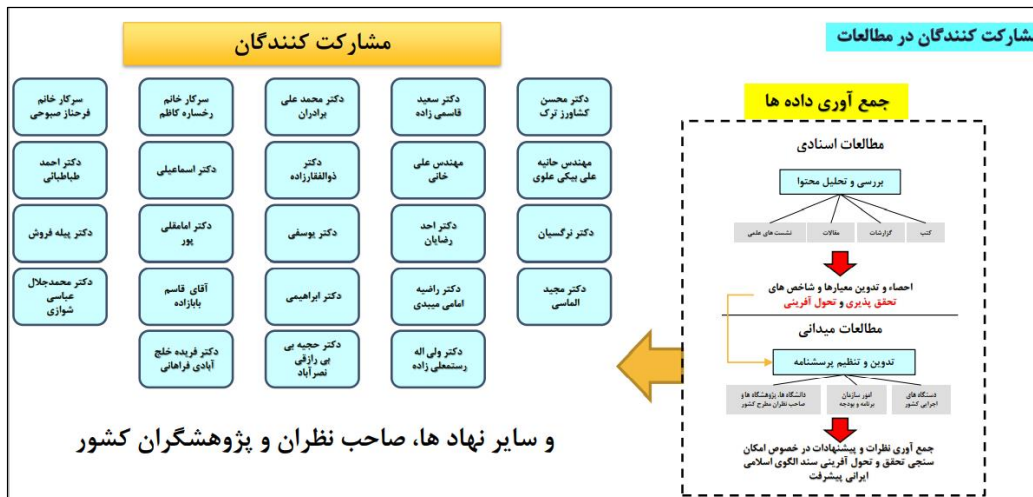 مشارکت کنندگان در مطالعات
مشارکت کنندگان
جمع آوری داده ها
مطالعات اسنادی
بررسی و تحلیل محتوا
کتب
گزارشات
مقالات
نشست های علمی
احصاء و تدوین معیارها و شاخص های
تحقق پذیری و تحول آفرینی
مطالعات میدانی
تدوین و تنظیم پرسشنامه
دستگاه های
اجرایی کشور
امور سازمان
برنامه و بودجه
دانشگاه ها، پژوهشگاه ها و
صاحب نظران مطرح کشور
جمع آوری نظرات و پیشنهادات در خصوص امکان
سنجی تحقق و تحول آفرینی سند الگوی اسلامی
ایرانی پیشرفت
دکتر محسن
کشاورز ترک
دکتر سعید
قاسمی زاده
دکتر محمد علی
برادران
سرکار خانم
رخساره کاظم
سرکار خانم
فرحناز صبوحی
مهندس حانیه
علی بیکی علوی
مهندس علی
خانی
دکتر
ذوالفقارزاده
دکتر اسماعیلی
دکتر احمد
طباطبائی
دکتر نرگسیان
دکتر احد
رضایان
دکتر یوسفی
دکتر امامقلی
پور
دکتر پیله فروش
دکتر مجید
الماسی
دکتر راضیه
امامی میبدی
دکتر ابراهیمی
آقای قاسم
بابازاده
دکتر محمدجلال
عباسی
شوازی
دکتر ولی اله
رستمعلی زاده
دکتر حجیه بی
بی رازقی
نصرآباد
دکتر فریده خلج
آبادی فراهانی
و سایر نهاد ها، صاحب نظران و پژوهشگران کشور